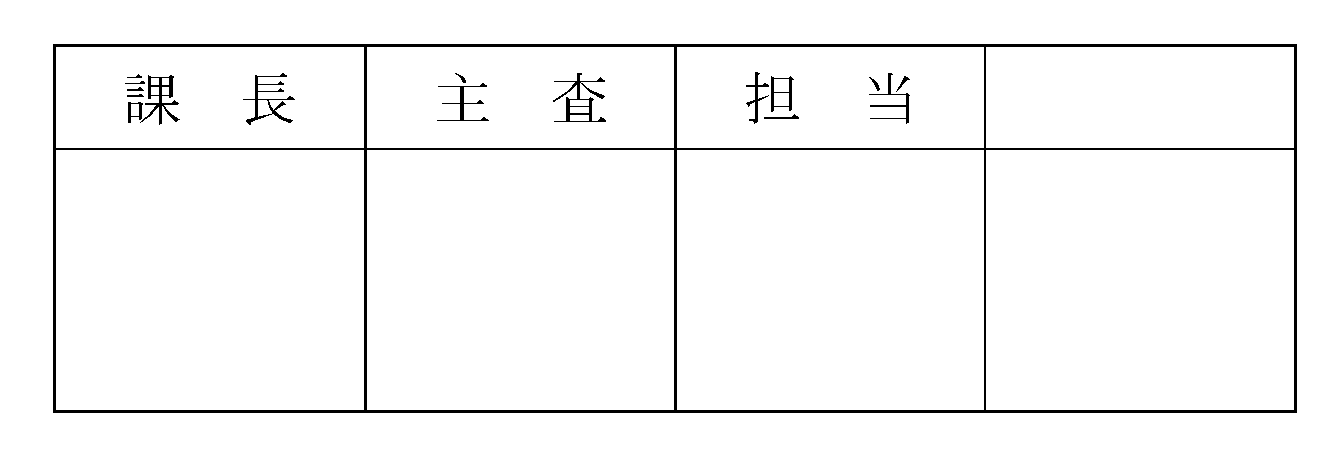 課　長　主　査　担　当